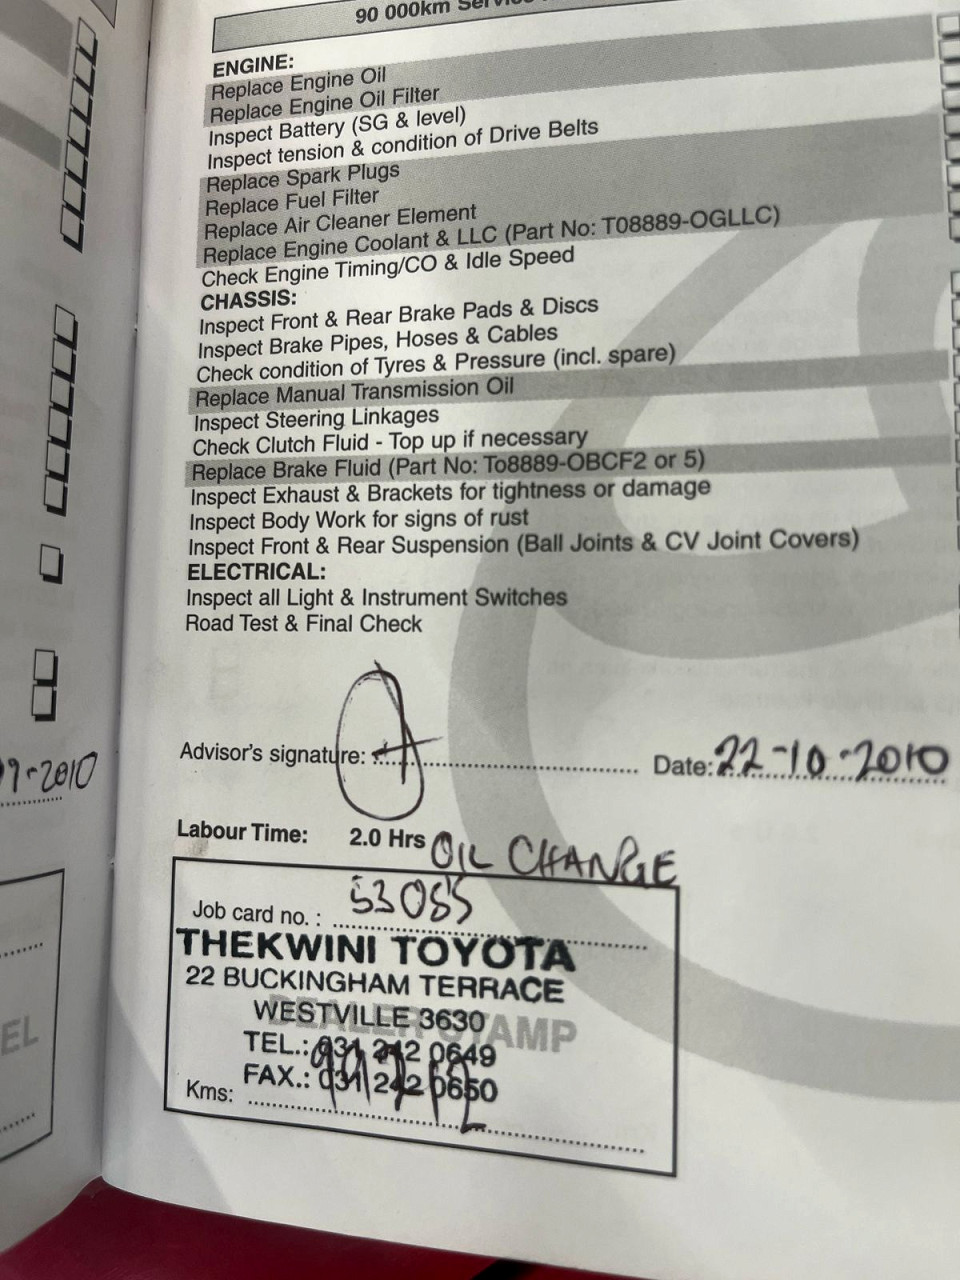 90 000km Service
ENGINE:
Replace Engine Oil
Replace Engine Oil Filter
Inspect Battery (SG & level)
Inspect tension & condition of Drive Belts
Replace Spark Plugs
Replace Fuel Filter
Replace Air Cleaner Element
Replace Engine Coolant & LLC (Part No: T08889-OGLLC)
Check Engine Timing/CO & Idle Speed
CHASSIS:
Inspect Front & Rear Brake Pads & Discs
Inspect Brake Pipes, Hoses & Cables
Check condition of Tyres & Pressure (incl. spare)
Replace Manual Transmission Oil
Inspect Steering Linkages
Check Clutch Fluid - Top up if necessary
Replace Brake Fluid (Part No: To8889-OBCF2 or 5)
Inspect Exhaust & Brackets for tightness or damage
Inspect Body Work for signs of rust
Inspect Front & Rear Suspension (Ball Joints & CV Joint Covers)
ELECTRICAL:
Inspect all Light & Instrument Switches
Road Test & Final Check
Advisor's signature: Date: 22-10-2010
9-2010
Labour Time: 2.0 Hrs OIL CHANGE
Job card no. : 53055
THEKWINI TOYOTA
22 BUCKINGHAM TERRACE
WESTVILLE 3630
DEALER STAMP
TEL.: 031 242 0649
FAX.: 031 242 0650
Kms:
EL